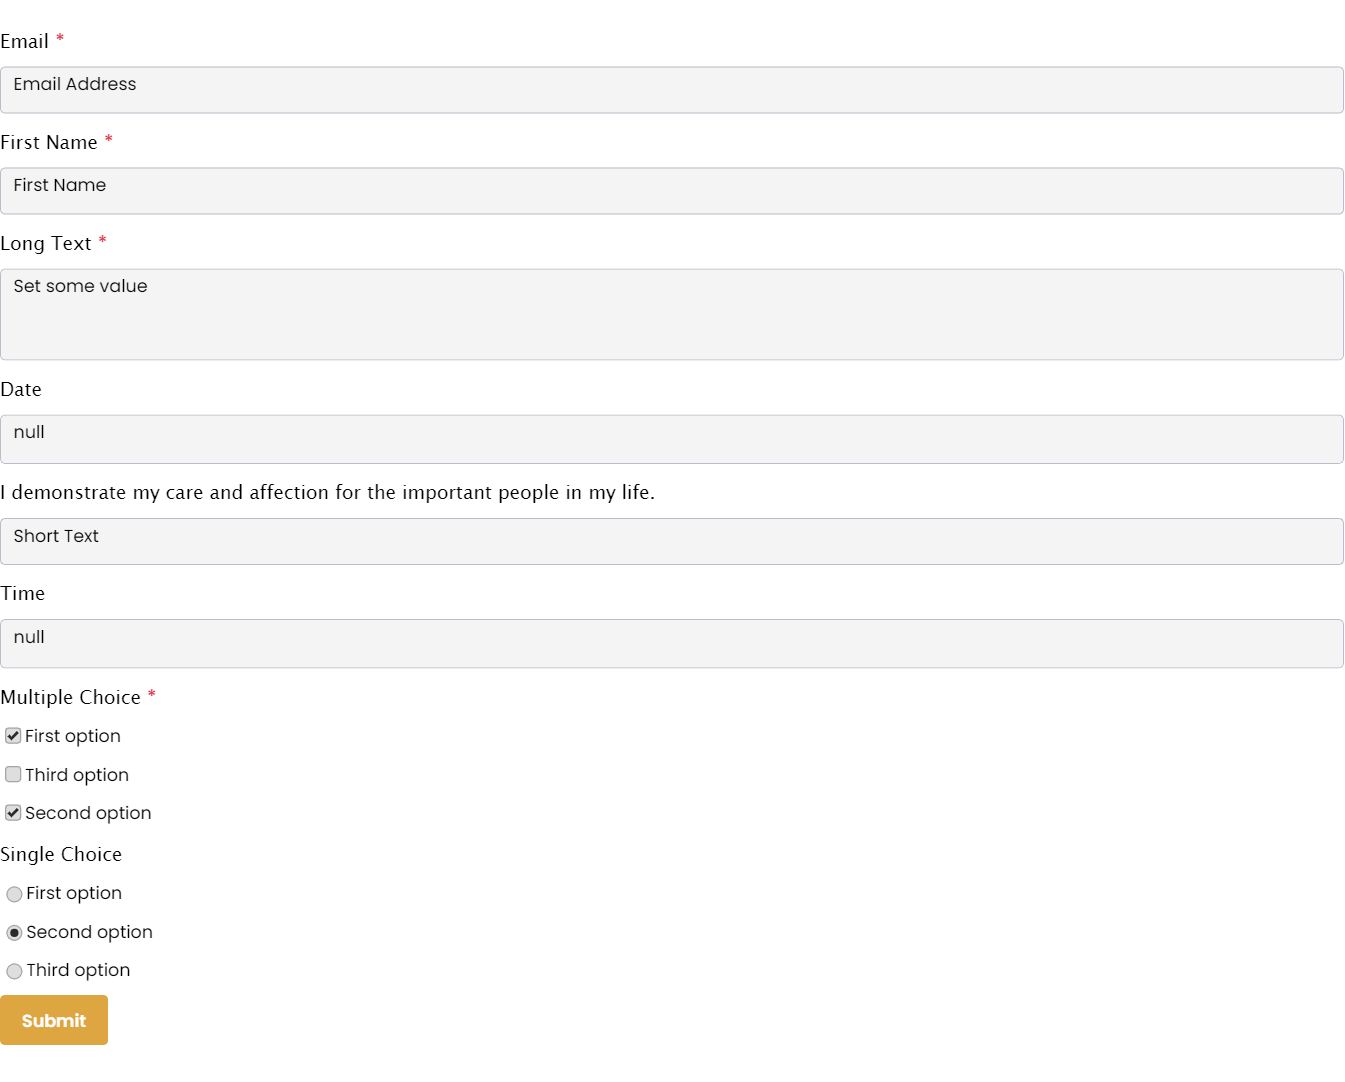 Email *
Email Address
First Name *
First Name
Long Text *
Set some value
Date
null
I demonstrate my care and affection for the important people in my life.
Short Text
Time
null
Multiple Choice *
First option
Third option
Second option
Single Choice
First option
Second option
Third option
Submit